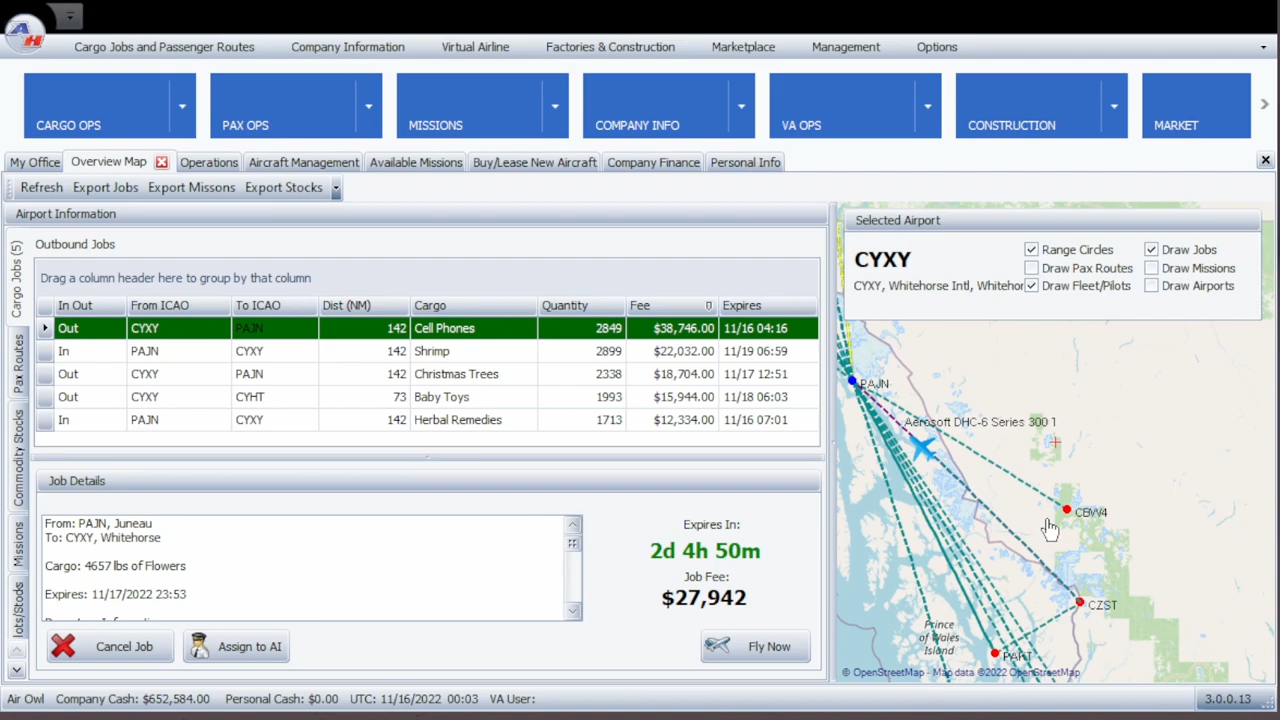 AH
Cargo Jobs and Passenger Routes Company Information Virtual Airline Factories & Construction Marketplace Management Options
CARGO OPS PAX OPS MISSIONS COMPANY INFO VA OPS CONSTRUCTION MARKET
My Office Overview Map Operations Aircraft Management Available Missions Buy/Lease New Aircraft Company Finance Personal Info
Refresh Export Jobs Export Missons Export Stocks
Airport Information
Cargo Jobs (5)
Pax Routes
Commodity Stocks
Missions
lots/Stods
Outbound Jobs
Drag a column header here to group by that column
In Out From ICAO To ICAO Dist (NM) Cargo Quantity Fee Expires
Out CYXY PAJN 142 Cell Phones 2849 $38,746.00 11/16 04:16
In PAJN CYXY 142 Shrimp 2899 $22,032.00 11/19 06:59
Out CYXY PAJN 142 Christmas Trees 2338 $18,704.00 11/17 12:51
Out CYXY CYHT 73 Baby Toys 1993 $15,944.00 11/18 06:03
In PAJN CYXY 142 Herbal Remedies 1713 $12,334.00 11/16 07:01
Job Details
From: PAJN, Juneau
To: CYXY, Whitehorse
Cargo: 4657 lbs of Flowers
Expires: 11/17/2022 23:53
Expires In:
2d 4h 50m
Job Fee:
$27,942
Cancel Job Assign to AI Fly Now
Selected Airport
CYXY
CYXY, Whitehorse Intl, Whitehor
Range Circles Draw Jobs
Draw Pax Routes Draw Missions
Draw Fleet/Pilots Draw Airports
PAJN
Aerosoft DHC-6 Series 300 1
CBW4
CZST
Prince
of Wales
Island
PAKT
© OpenStreetMap - Map data ©2022 OpenStreetMap
Air Owl Company Cash: $652,584.00 Personal Cash: $0.00 UTC: 11/16/2022 00:03 VA User: 3.0.0.13